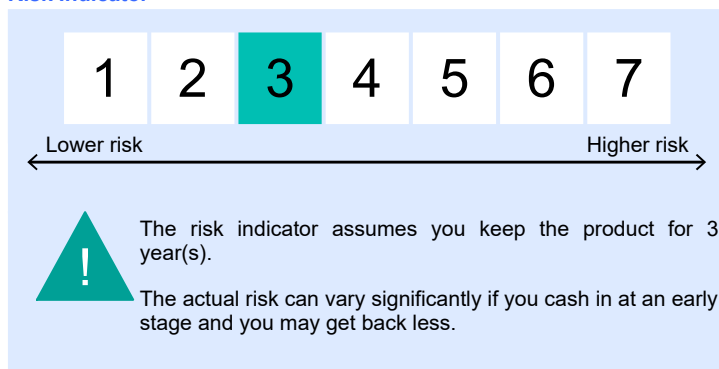 1 2 3 4 5 6 7
Lower risk Higher risk
The risk indicator assumes you keep the product for 3
year(s).
!
The actual risk can vary significantly if you cash in at an early
stage and you may get back less.